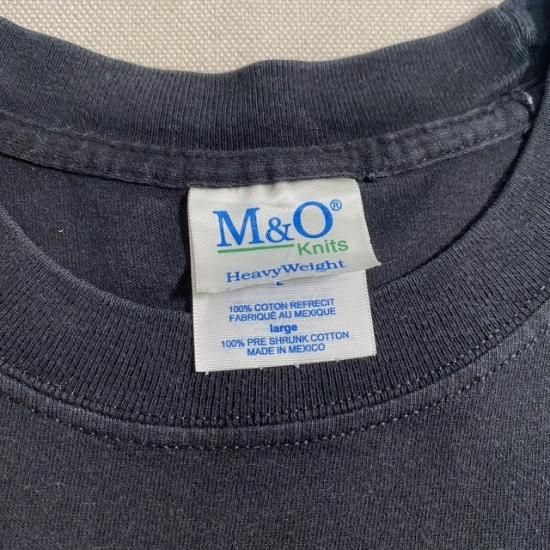 M&O®
Knits
HeavyWeight
100% COTON REFRECIT
FABRIQUÉ AU MEXIQUE
large
100% PRE SHRUNK COTTON
MADE IN MEXICO